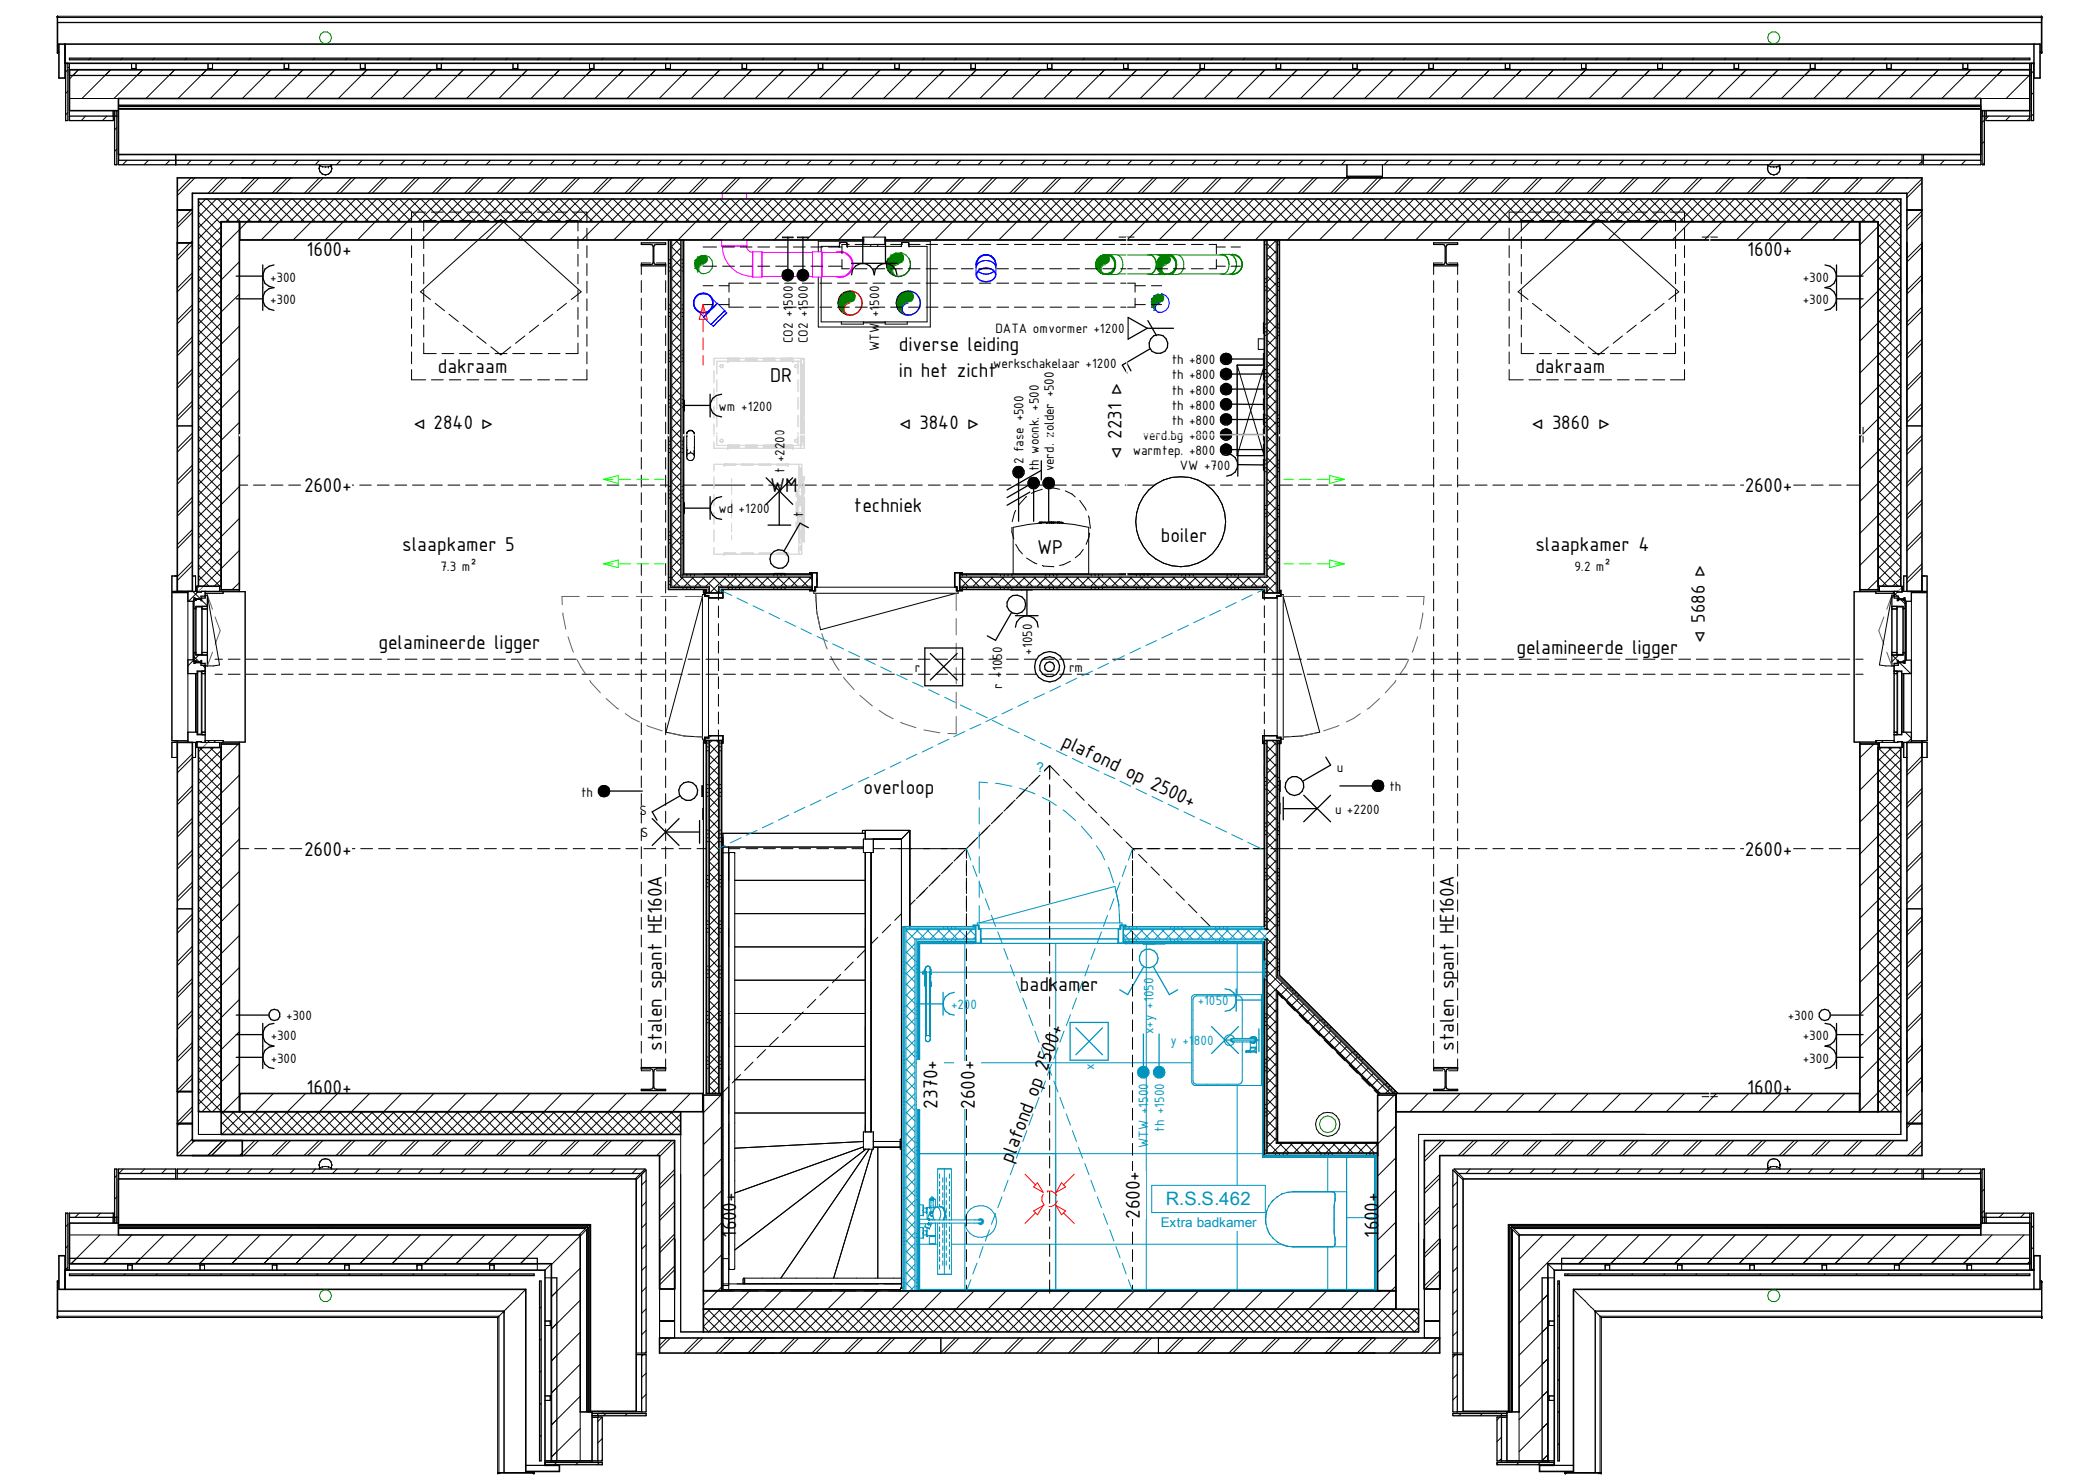 1600+
1600+
+300
+300
+300
+300
CO2 +1500
CO2 +1500
WTW +1500
DATA omvormer +1200
diverse leiding
in het zicht
werkschakelaar +1200
dakraam
dakraam
DR
th +800
th +800
th +800
th +800
th +800
verd.bg +800
warmtep. +800
VW +700
wm +1200
2840
3840
2231
3860
2 fase +500
th woonk. +500
verd. zolder +500
t +2200
2600+
WM
2600+
wd +1200
t
techniek
boiler
WP
slaapkamer 5
7.3 m²
slaapkamer 4
9.2 m²
5686
gelamineerde ligger
gelamineerde ligger
r
r +1050
+1050
rm
plafond op 2500+
?
overloop
th
S
S
u
th
u +2200
2600+
2600+
stalen spant HE160A
stalen spant HE160A
badkamer
+200
x+y +1050
+1050
y +1800
x
+300
+300
+300
+300
+300
+300
2370+
2600+
plafond op 2500+
WTW +1500
th +1500
1600+
1600+
1600+
2600+
1600+
R.S.S.462
Extra badkamer